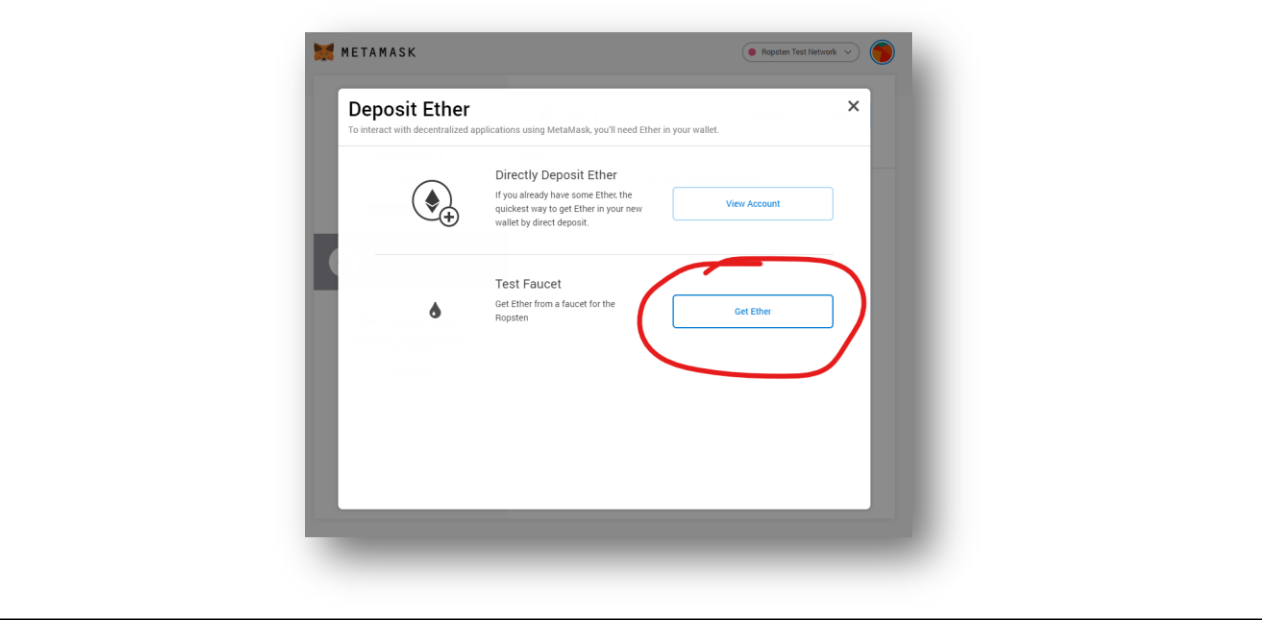 METAMASK
Ropsten Test Network
Deposit Ether
To interact with decentralized applications using MetaMask, you'll need Ether in your wallet.
Directly Deposit Ether
If you already have some Ether, the
quickest way to get Ether in your new
wallet by direct deposit.
View Account
Test Faucet
Get Ether from a faucet for the
Ropsten
Get Ether